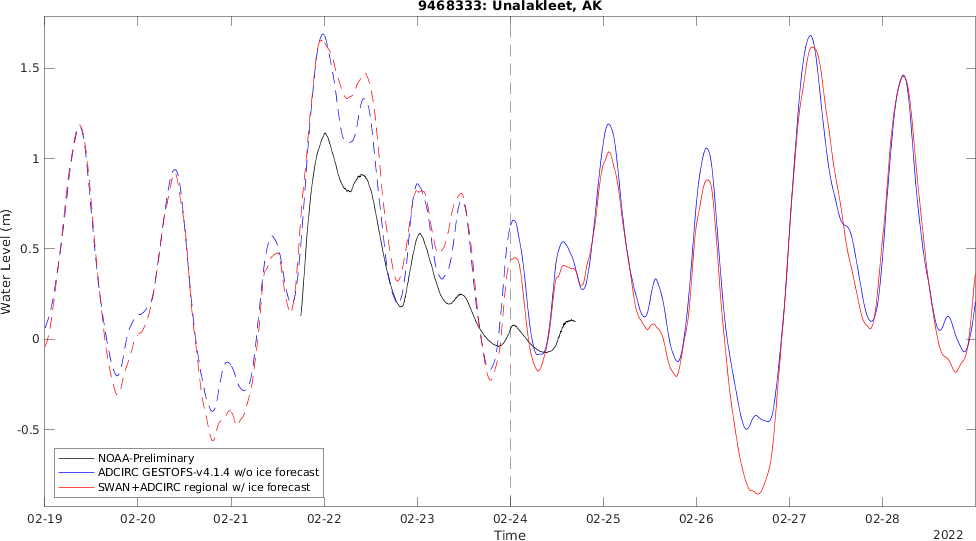 9468333: Unalakleet, AK
Water Level (m)
1.5
1
0.5
0
-0.5
NOAA-Preliminary
ADCIRC GESTOFS-v4.1.4 w/o ice forecast
SWAN+ADCIRC regional w/ ice forecast
02-19 02-20 02-21 02-22 02-23 02-24 02-25 02-26 02-27 02-28
Time
2022